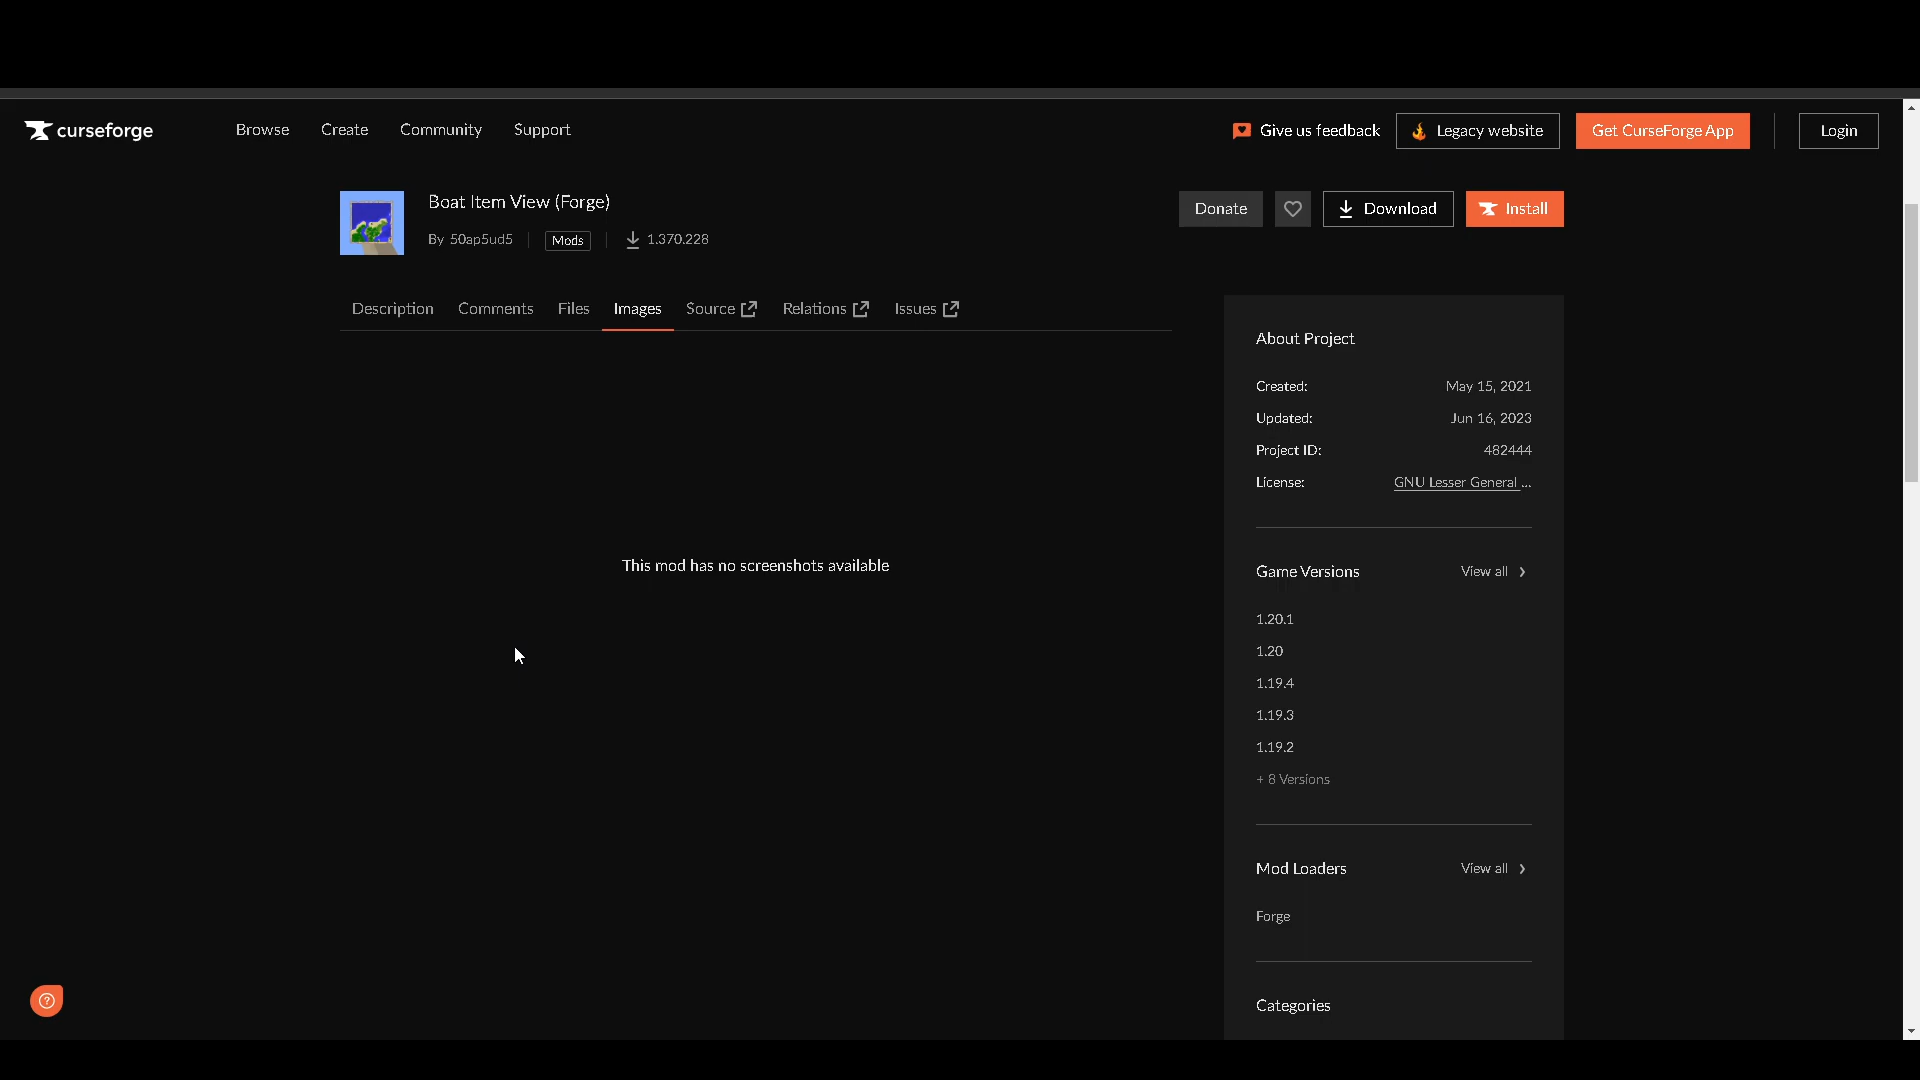 curseforge
Browse Create Community Support
Give us feedback Legacy website Get CurseForge App Login
Boat Item View (Forge)
By 50ap5ud5 Mods 1.370.228
Donate Download Install
Description Comments Files Images Source Relations Issues
This mod has no screenshots available
About Project
Created: May 15, 2021
Updated: Jun 16, 2023
Project ID: 482444
License: GNU Lesser General ...
Game Versions View all
1.20.1
1.20
1.19.4
1.19.3
1.19.2
+ 8 Versions
Mod Loaders View all
Forge
Categories